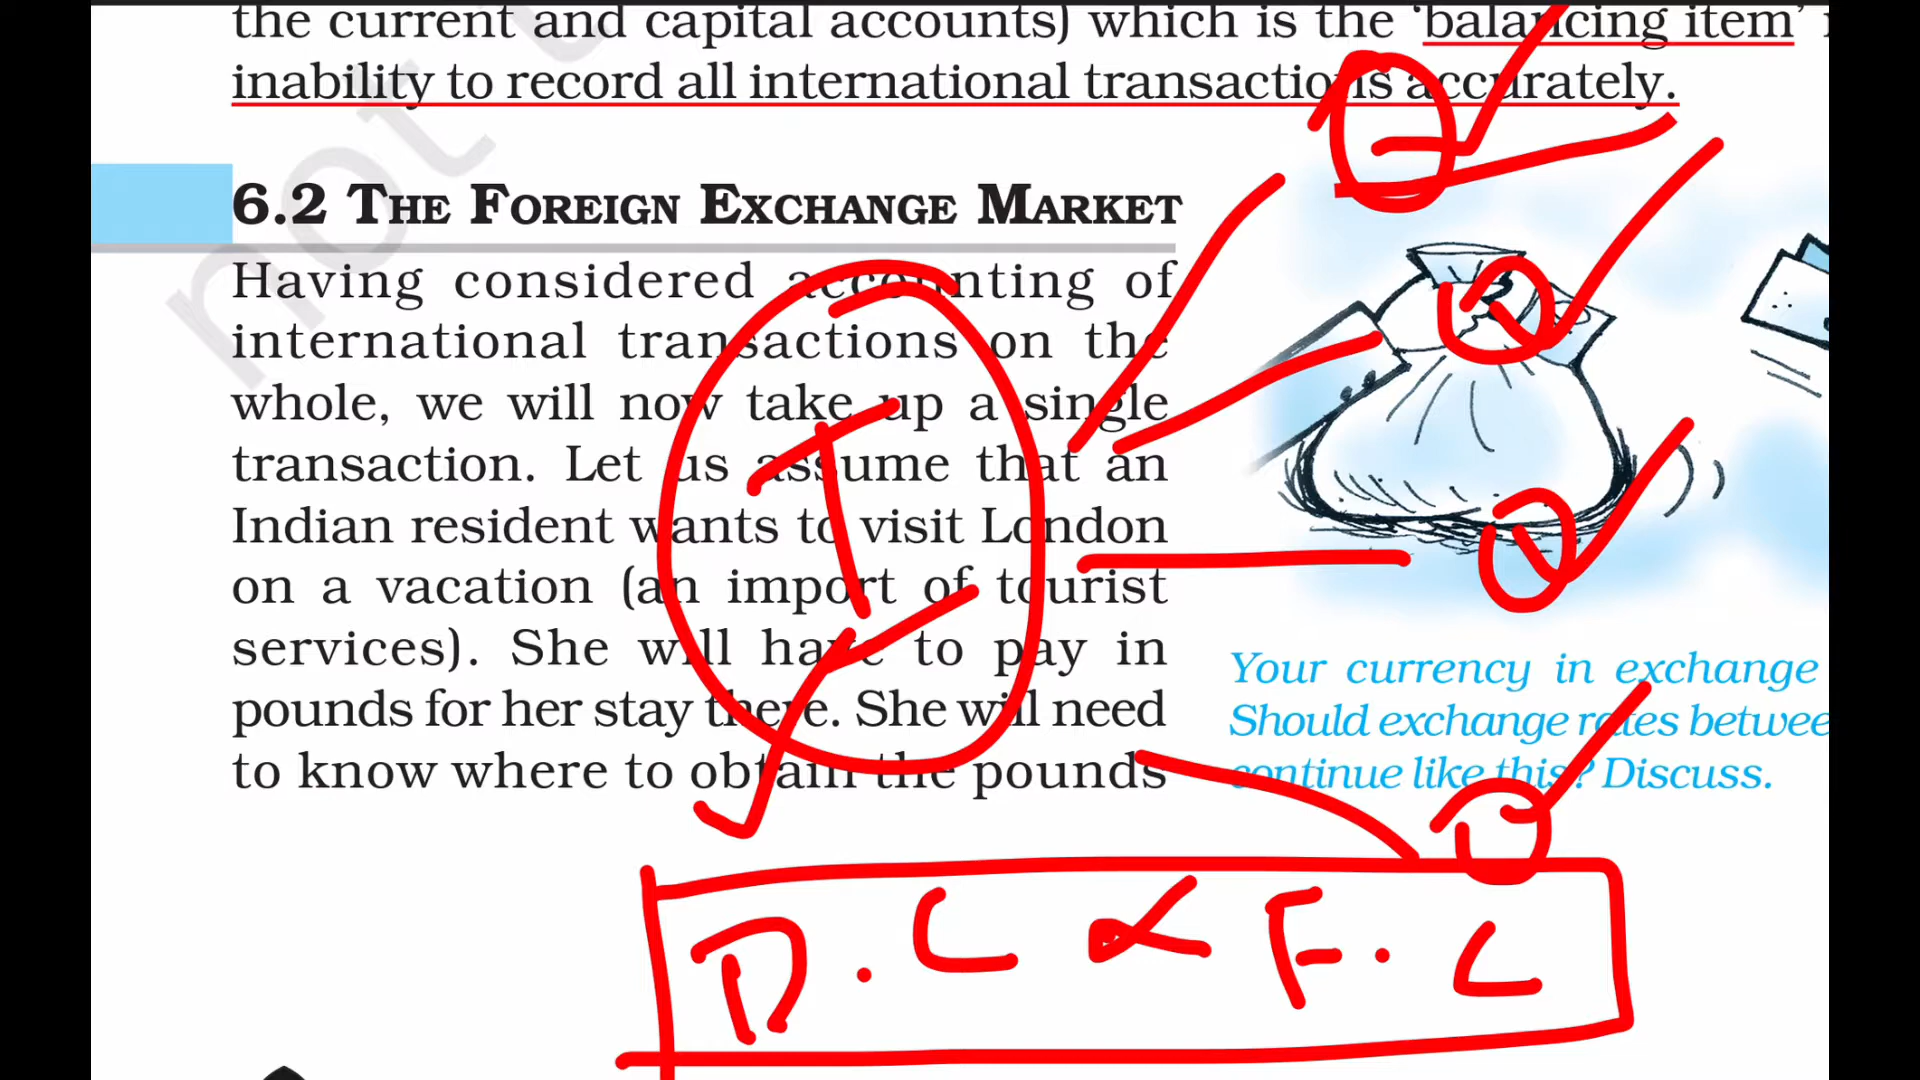 the current and capital accounts) which is the ‘balancing item’
inability to record all international transactions accurately.
6.2 THE FOREIGN EXCHANGE MARKET
Having considered accounting of
international transactions on the
whole, we will now take up a single
transaction. Let us assume that an
Indian resident wants to visit London
on a vacation (an import of tourist
services). She will have to pay in
pounds for her stay there. She will need
to know where to obtain the pounds
Your currency in exchange
Should exchange rates betwee
continue like this? Discuss.
I
D.C ∝ F.C
not t